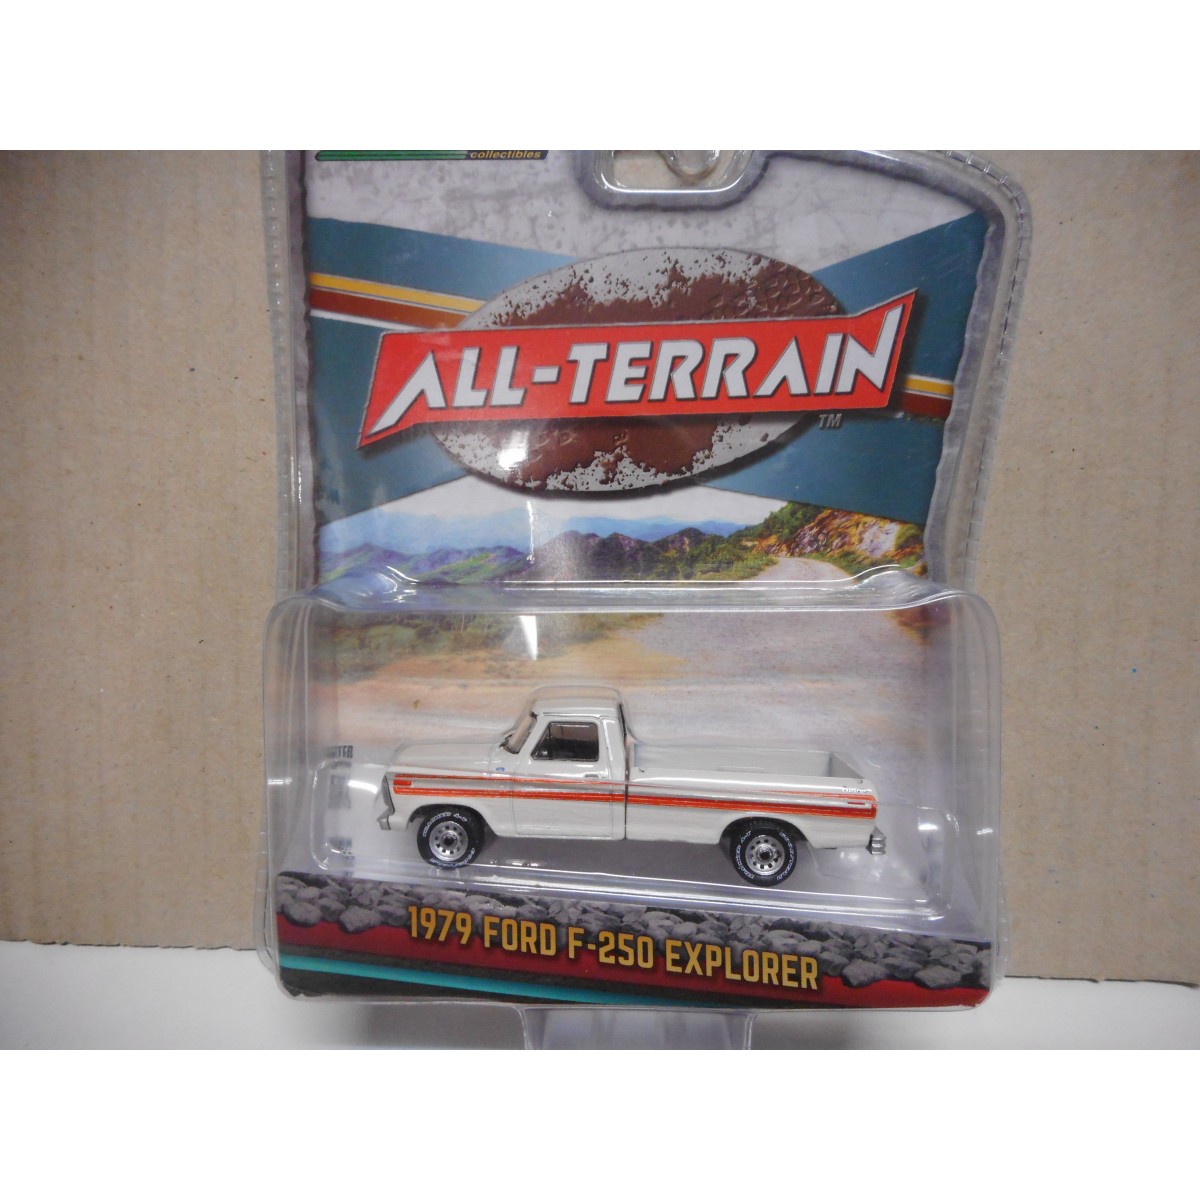 collectibles
ALL-TERRAIN
TM
1979 FORD F-250 EXPLORER